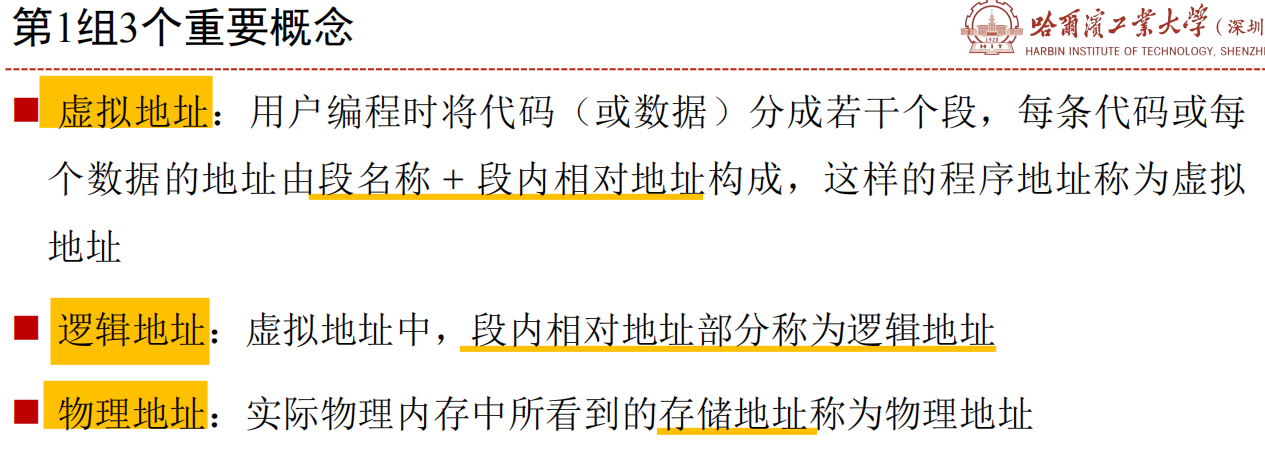 第1组3个重要概念
哈尔滨工业大学（深圳
1920
HIT
HARBIN INSTITUTE OF TECHNOLOGY, SHENZH
虚拟地址：用户编程时将代码（或数据）分成若干个段，每条代码或每
个数据的地址由段名称 + 段内相对地址构成，这样的程序地址称为虚拟
地址
逻辑地址：虚拟地址中，段内相对地址部分称为逻辑地址
物理地址：实际物理内存中所看到的存储地址称为物理地址